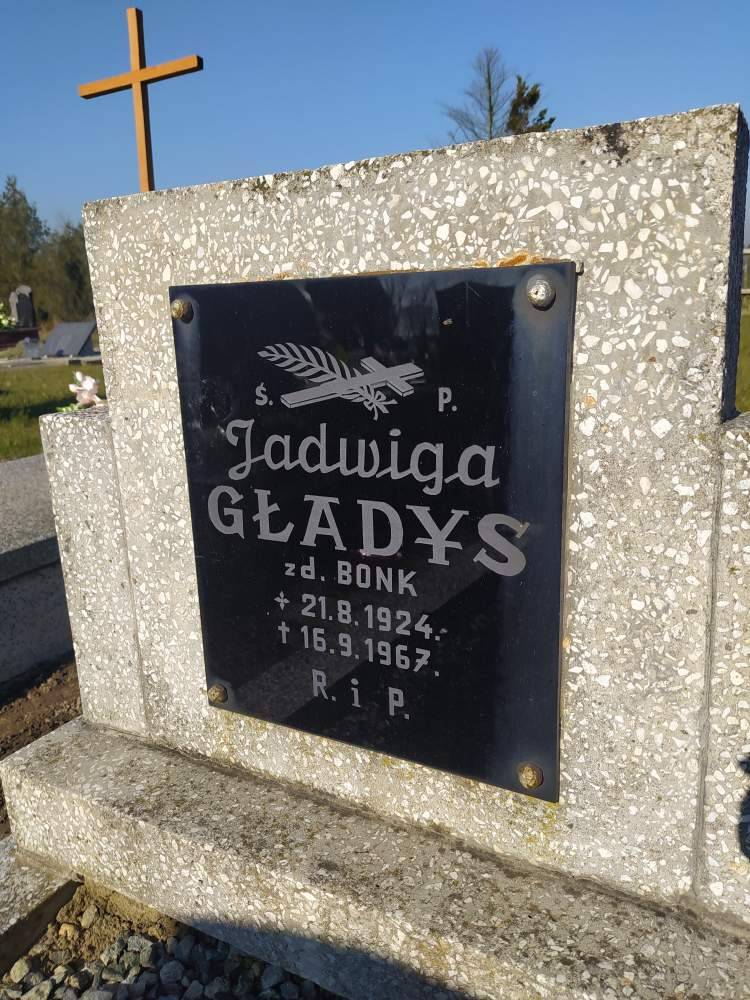 Ś. P.
Jadwiga
GŁADYS
zd. BONK
21.8.1924.
† 16.9.1967.
R. i P.